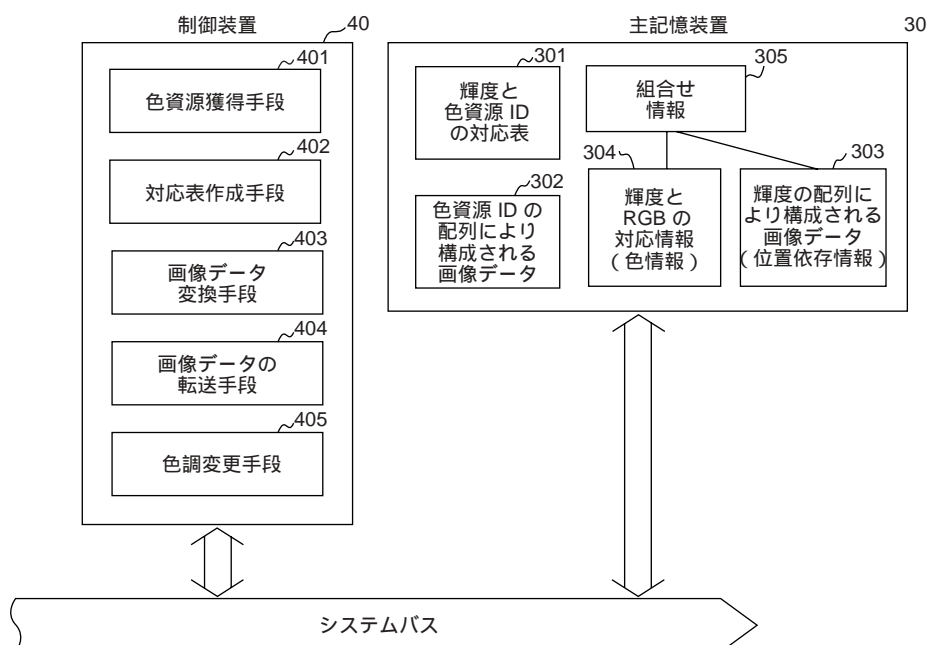 制御装置
40
401
色資源獲得手段
402
対応表作成手段
403
画像データ
変換手段
404
画像データの
転送手段
405
色調変更手段
主記憶装置
30
301
輝度と
色資源 ID
の対応表
305
組合せ
情報
302
色資源 ID の
配列により
構成される
画像データ
304
輝度と
RGB の
対応情報
(色情報)
303
輝度の配列に
より構成される
画像データ
(位置依存情報)
システムバス